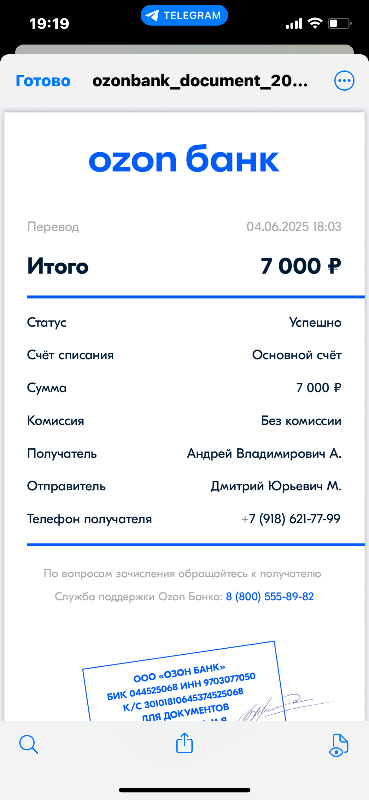 19:19
TELEGRAM
Готово
ozonbank_document_20...
ozon банк
Перевод 04.06.2025 18:03
Итого 7 000 ₽
Статус Успешно
Счёт списания Основной счёт
Сумма 7 000 ₽
Комиссия Без комиссии
Получатель Андрей Владимирович А.
Отправитель Дмитрий Юрьевич М.
Телефон получателя +7 (918) 621-77-99
По вопросам зачисления обращайтесь к получателю
Служба поддержки Ozon Банка: 8 (800) 555-89-82
ООО «ОЗОН БАНК»
БИК 044525068 ИНН 9703077050
К/С 30101810645374525068
ДЛЯ ДОКУМЕНТОВ